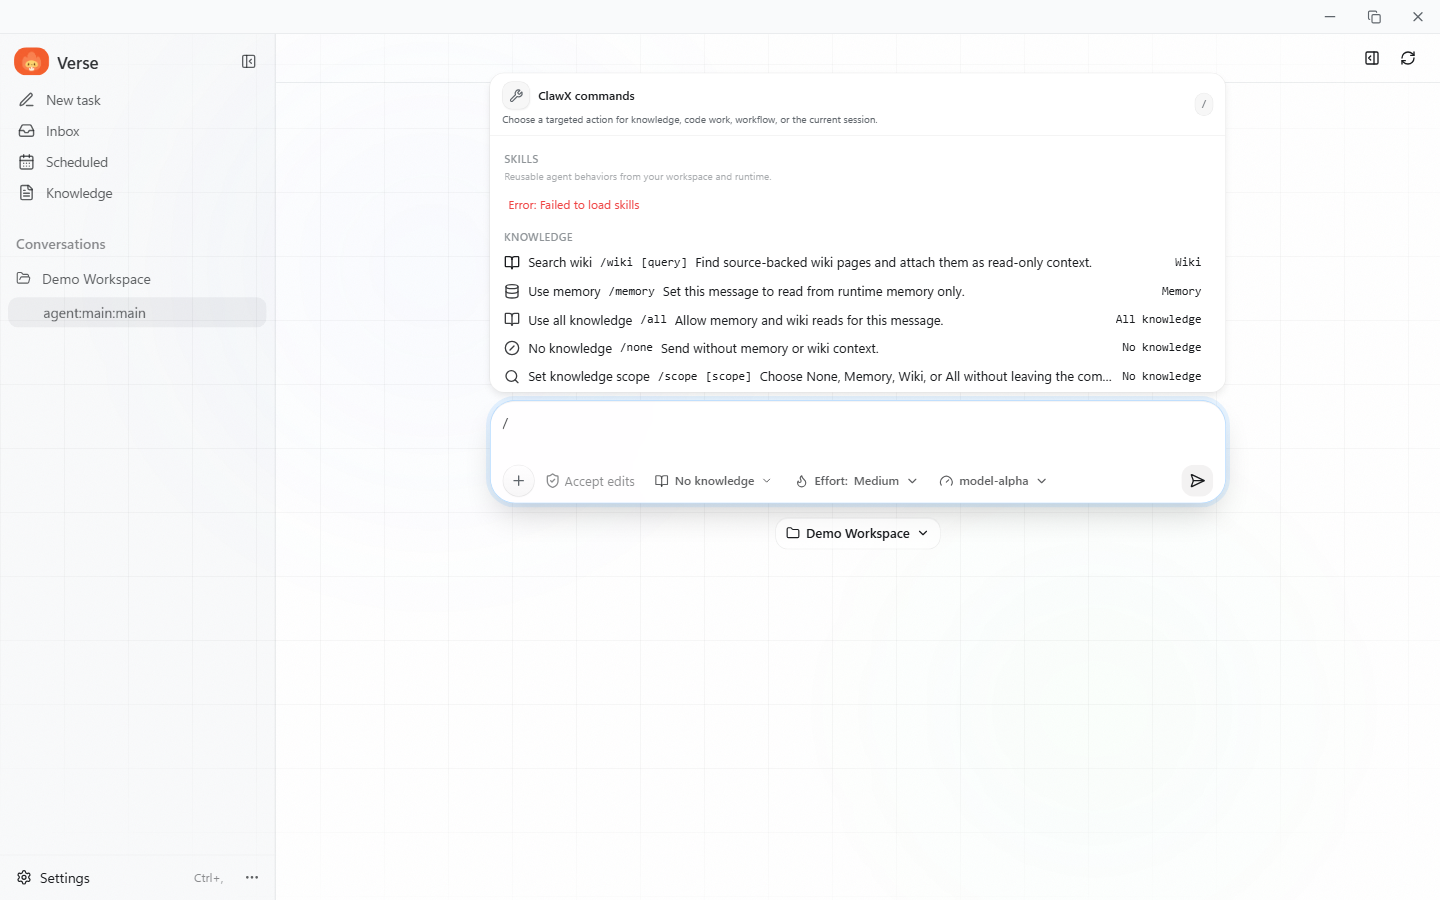 Verse
New task
Inbox
Scheduled
Knowledge
Conversations
Demo Workspace
agent:main:main
Settings Ctrl+,
ClawX commands
/
Choose a targeted action for knowledge, code work, workflow, or the current session.
SKILLS
Reusable agent behaviors from your workspace and runtime.
Error: Failed to load skills
KNOWLEDGE
Search wiki /wiki [query] Find source-backed wiki pages and attach them as read-only context. Wiki
Use memory /memory Set this message to read from runtime memory only. Memory
Use all knowledge /all Allow memory and wiki reads for this message. All knowledge
No knowledge /none Send without memory or wiki context. No knowledge
Set knowledge scope /scope [scope] Choose None, Memory, Wiki, or All without leaving the com... No knowledge
/
Accept edits No knowledge Effort: Medium model-alpha
Demo Workspace